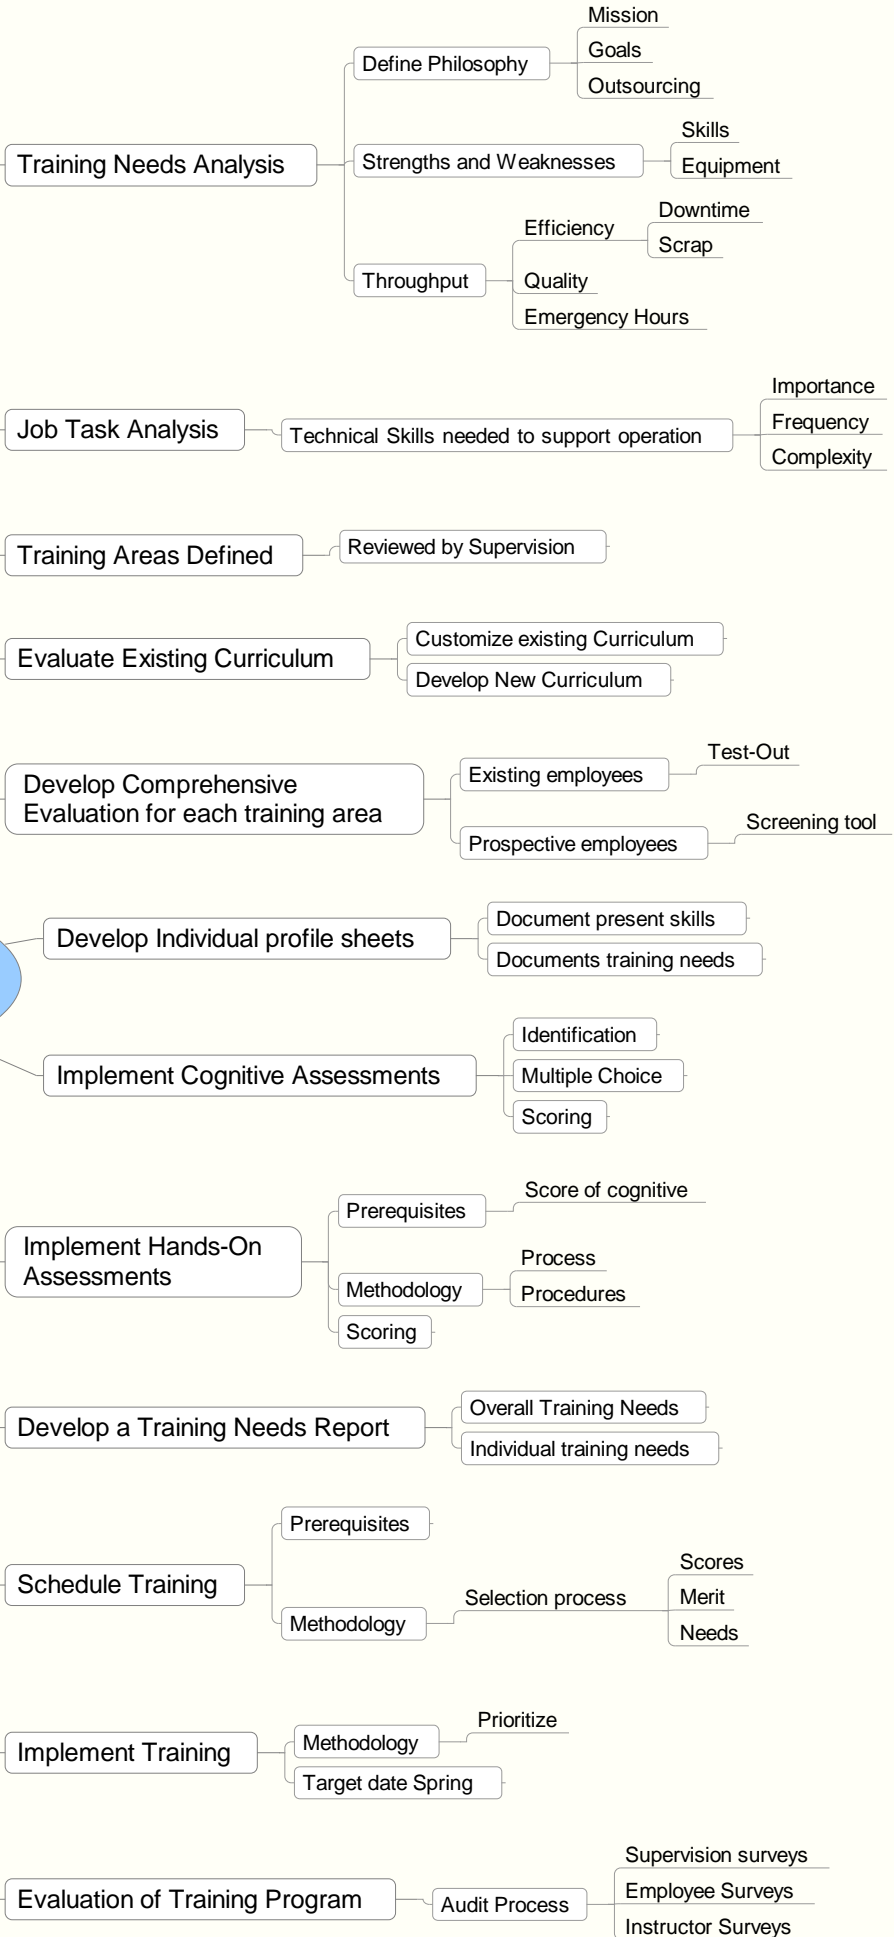 Mission
Goals
Outsourcing
Define Philosophy
Skills
Equipment
Strengths and Weaknesses
Training Needs Analysis
Downtime
Scrap
Efficiency
Quality
Emergency Hours
Throughput
Importance
Frequency
Complexity
Job Task Analysis
Technical Skills needed to support operation
Training Areas Defined
Reviewed by Supervision
Evaluate Existing Curriculum
Customize existing Curriculum
Develop New Curriculum
Develop Comprehensive
Evaluation for each training area
Existing employees
Test-Out
Prospective employees
Screening tool
Develop Individual profile sheets
Document present skills
Documents training needs
Implement Cognitive Assessments
Identification
Multiple Choice
Scoring
Implement Hands-On
Assessments
Prerequisites
Score of cognitive
Methodology
Process
Procedures
Scoring
Develop a Training Needs Report
Overall Training Needs
Individual training needs
Schedule Training
Prerequisites
Methodology
Selection process
Scores
Merit
Needs
Implement Training
Methodology
Prioritize
Target date Spring
Evaluation of Training Program
Audit Process
Supervision surveys
Employee Surveys
Instructor Surveys